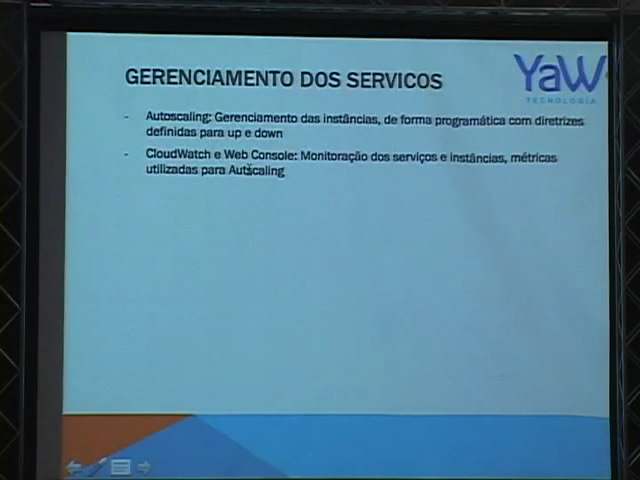 GERENCIAMENTO DOS SERVICOS
YaW
TECNOLOGIA
- Autoscaling: Gerenciamento das instâncias, de forma programática com diretrizes
definidas para up e down
- CloudWatch e Web Console: Monitoração dos serviços e instâncias, métricas
utilizadas para Autscaling